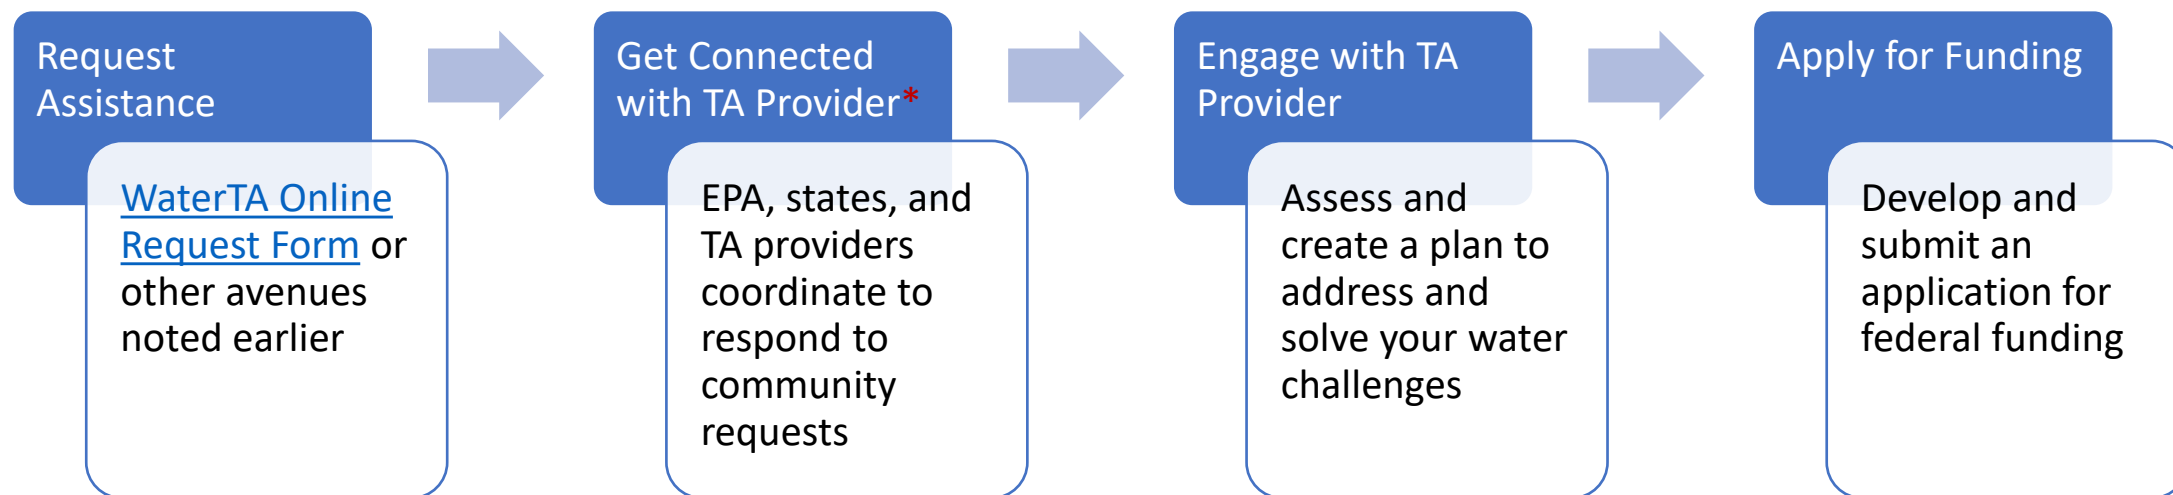 Request
Assistance
WaterTA Online
Request Form or
other avenues
noted earlier
Get Connected
with TA Provider*
EPA, states, and
TA providers
coordinate to
respond to
community
requests
Engage with TA
Provider
Assess and
create a plan to
address and
solve your water
challenges
Apply for Funding
Develop and
submit an
application for
federal funding